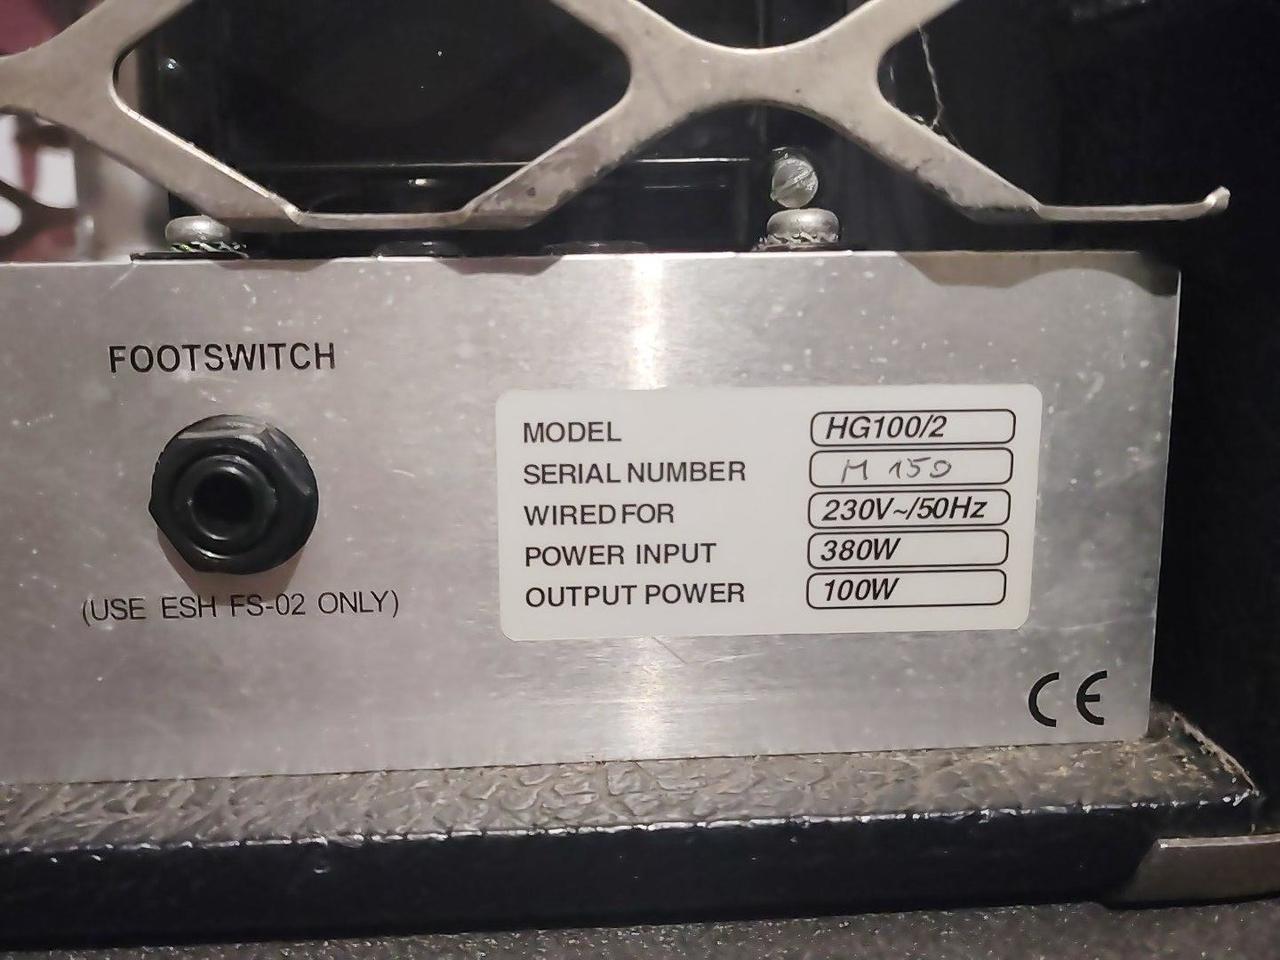 FOOTSWITCH
(USE ESH FS-02 ONLY)
MODEL HG100/2
SERIAL NUMBER M 150
WIRED FOR 230V~/50Hz
POWER INPUT 380W
OUTPUT POWER 100W
CE